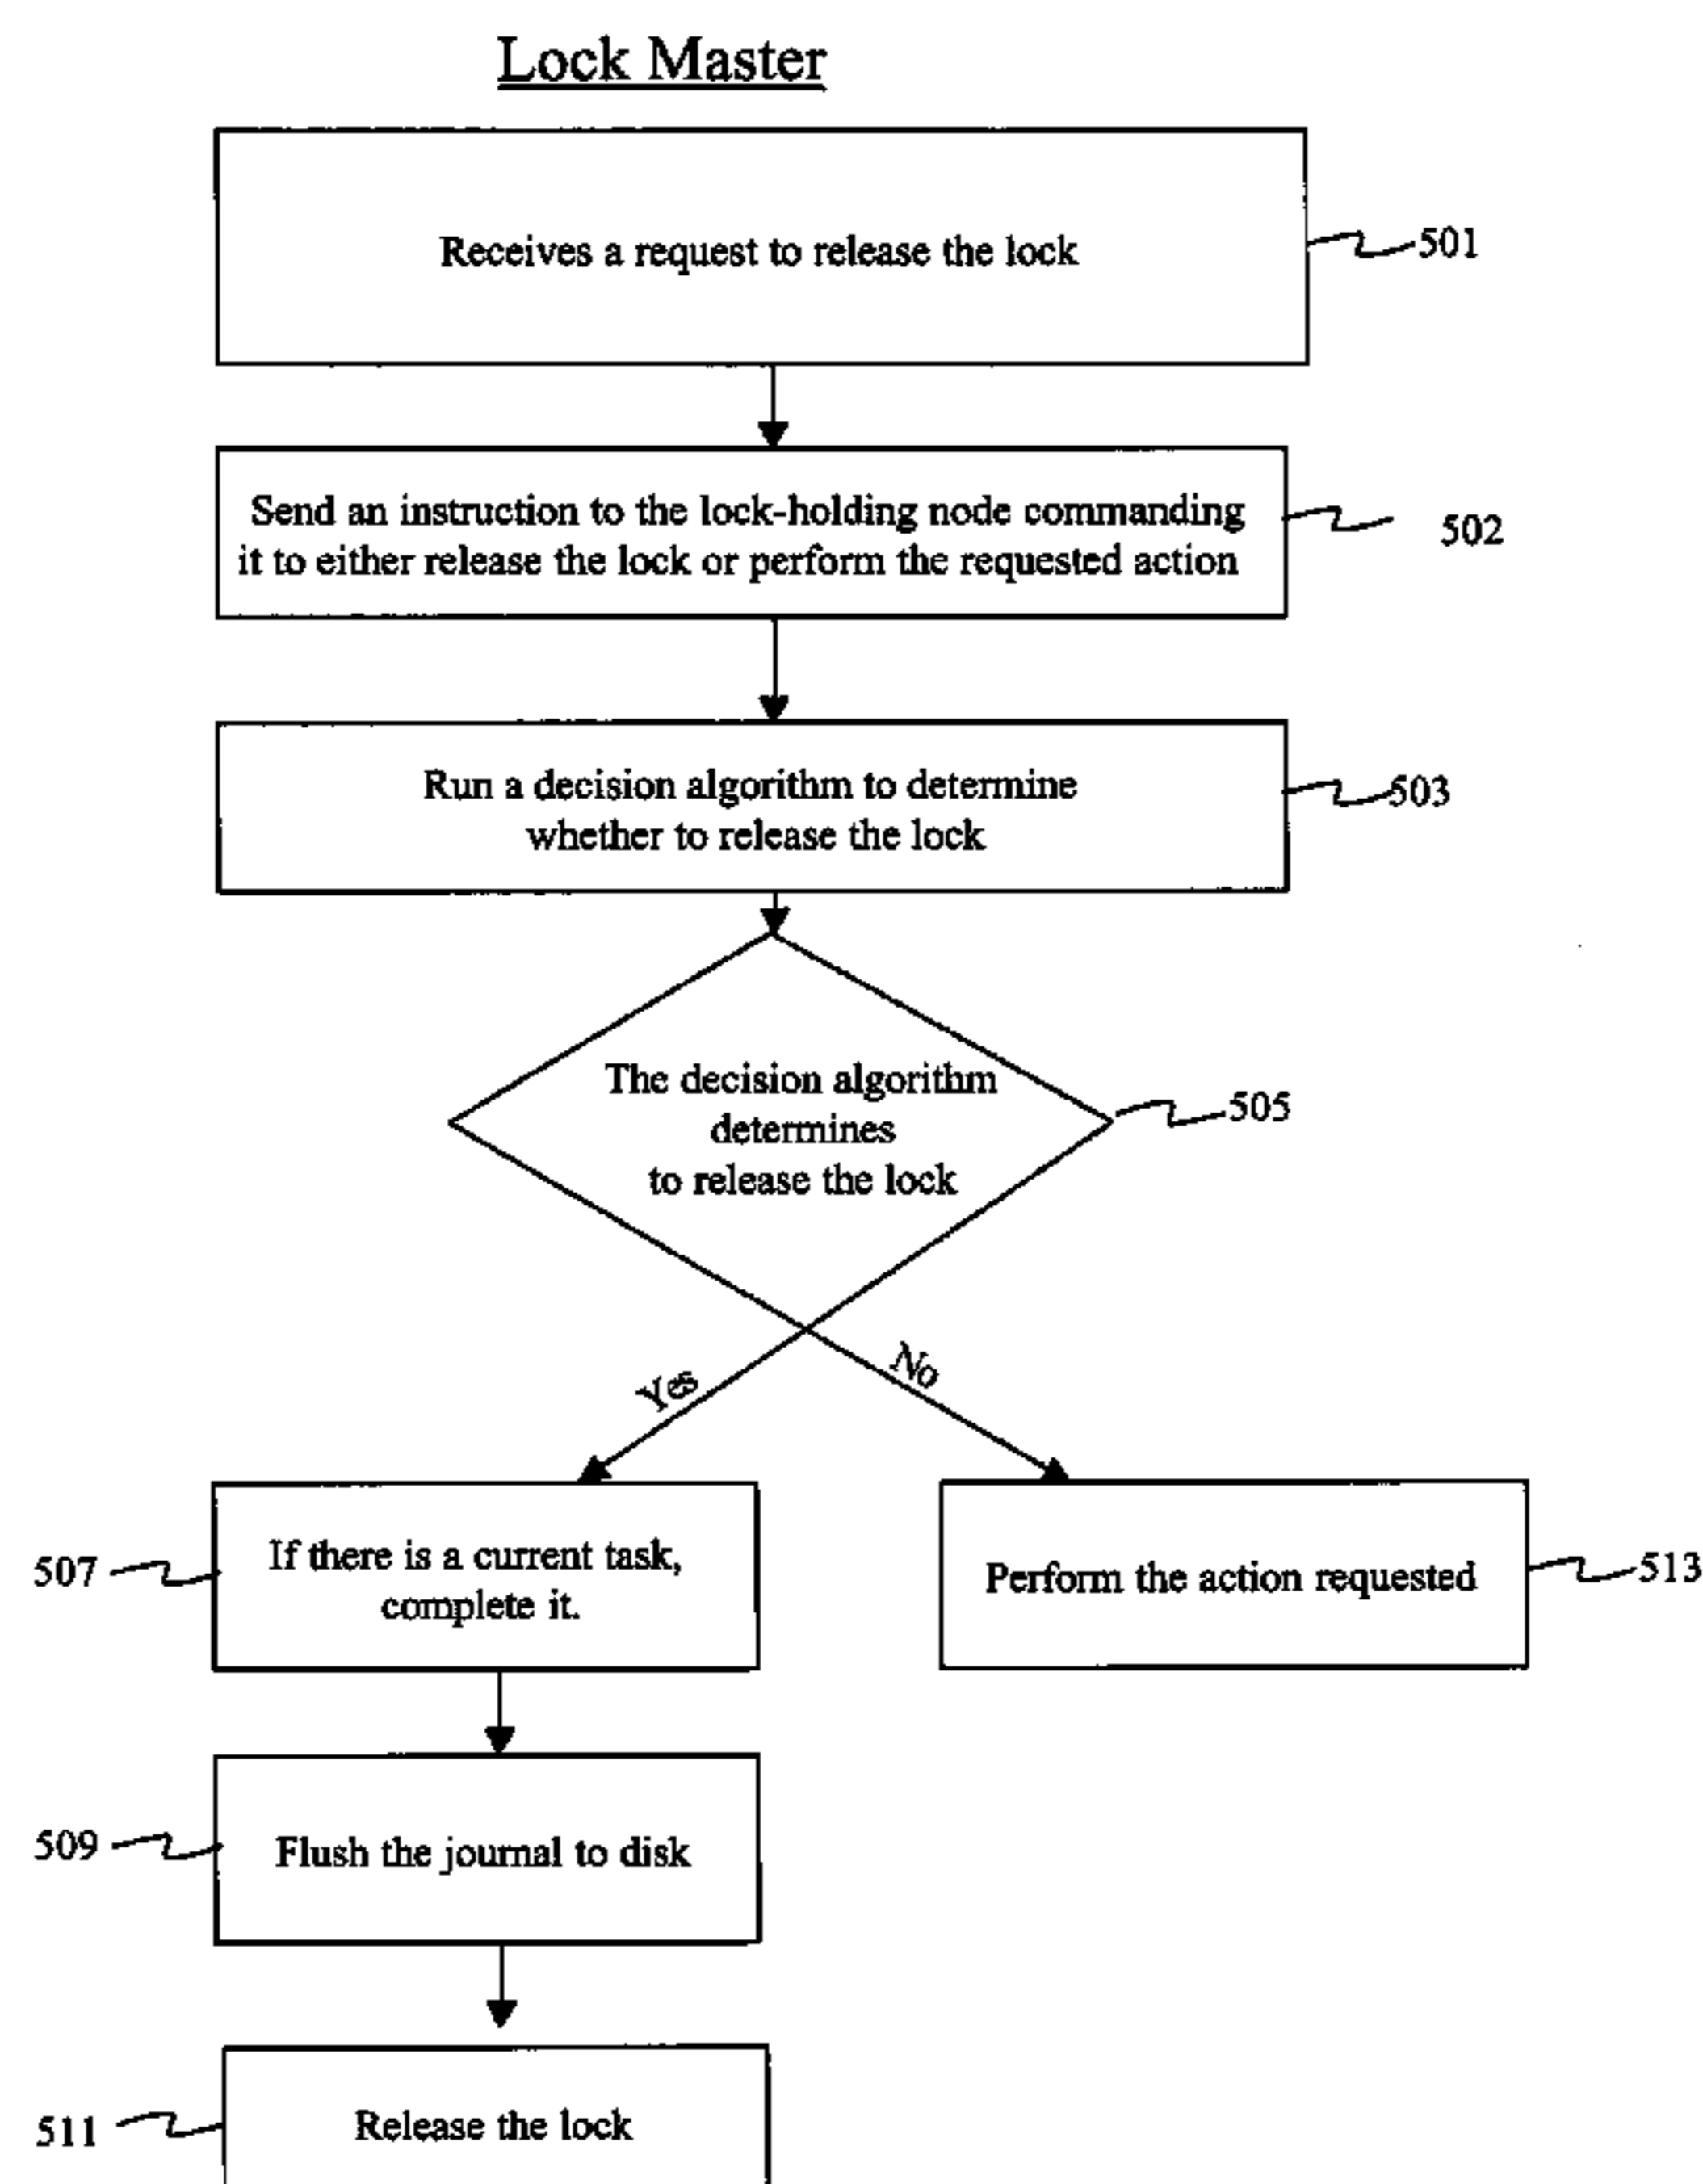 Lock Master
Receives a request to release the lock
501
Send an instruction to the lock-holding node commanding
it to either release the lock or perform the requested action
502
Run a decision algorithm to determine
whether to release the lock
503
The decision algorithm
determines
to release the lock
505
Yes
No
507
If there is a current task,
complete it.
Perform the action requested
513
509
Flush the journal to disk
511
Release the lock